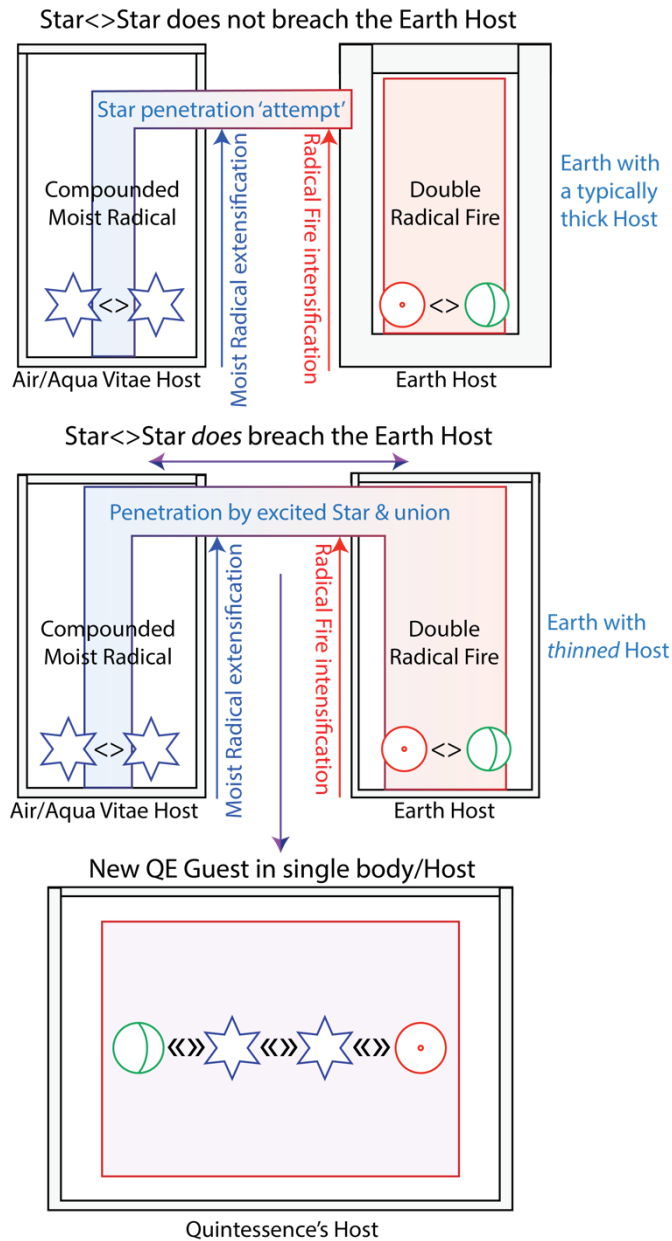 Star<>Star does not breach the Earth Host
Star penetration ‘attempt’
Compounded
Moist Radical
<>
Moist Radical extensification
Radical Fire intensification
Double
Radical Fire
<>
Earth with
a typically
thick Host
Air/Aqua Vitae Host
Earth Host
Star<>Star does breach the Earth Host
Penetration by excited Star & union
Compounded
Moist Radical
<>
Moist Radical extensification
Radical Fire intensification
Double
Radical Fire
<>
Earth with
thinned Host
Air/Aqua Vitae Host
Earth Host
New QE Guest in single body/Host
«» «» «»
Quintessence's Host